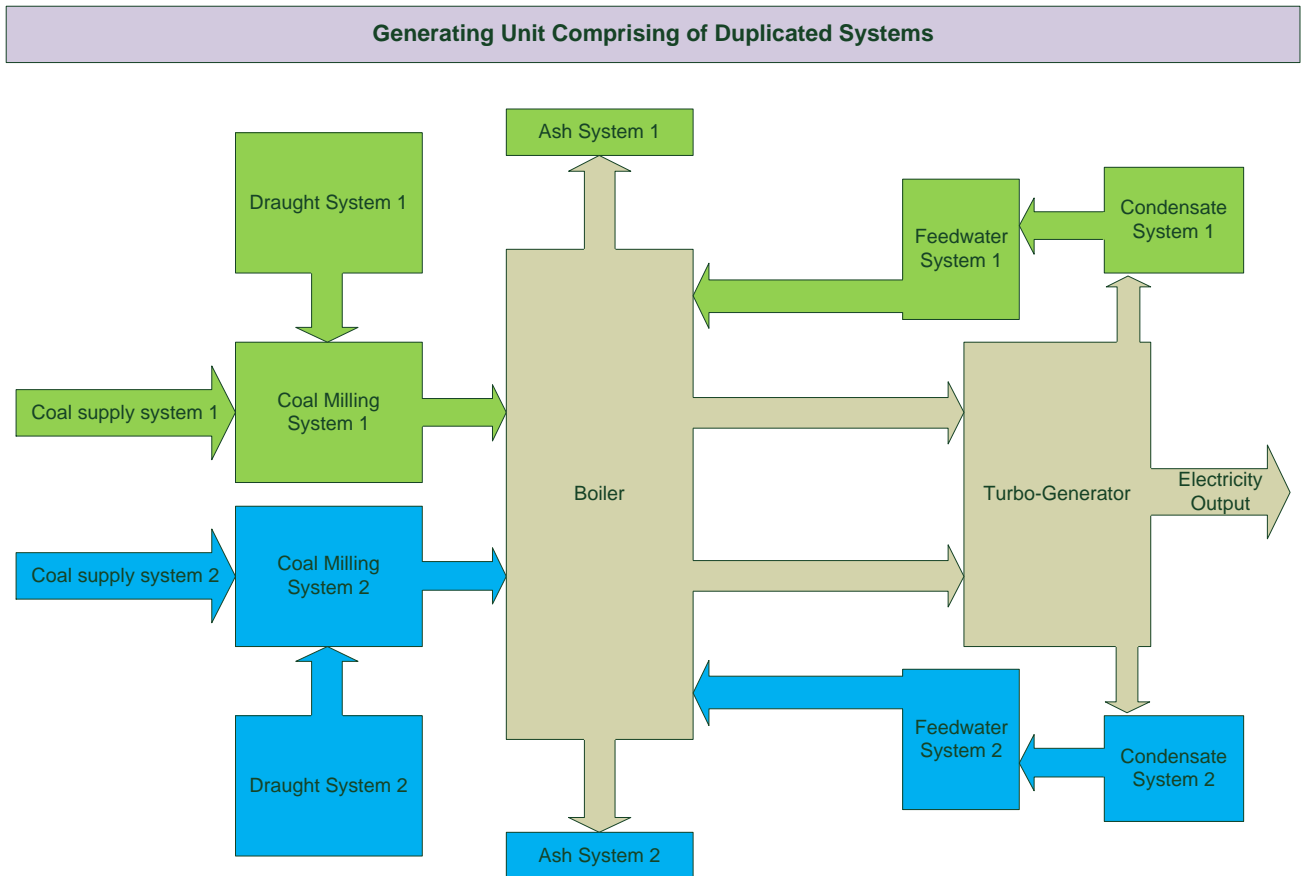 Generating Unit Comprising of Duplicated Systems
Ash System 1
Draught System 1
Condensate
System 1
Feedwater
System 1
Coal supply system 1
Coal Milling
System 1
Boiler
Turbo-Generator
Electricity
Output
Coal supply system 2
Coal Milling
System 2
Feedwater
System 2
Condensate
System 2
Draught System 2
Ash System 2